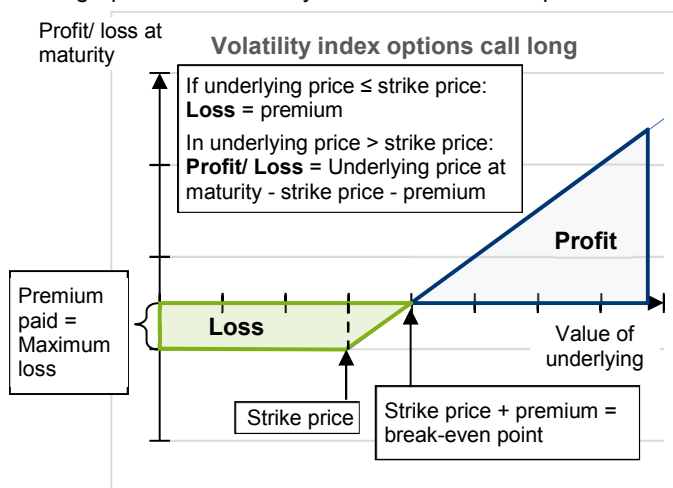 Profit/ loss at
maturity
Volatility index options call long
If underlying price ≤ strike price:
Loss = premium
In underlying price > strike price:
Profit/ Loss = Underlying price at
maturity - strike price - premium
Profit
Premium
paid =
Maximum
loss
Loss
Value of
underlying
Strike price
Strike price + premium =
break-even point